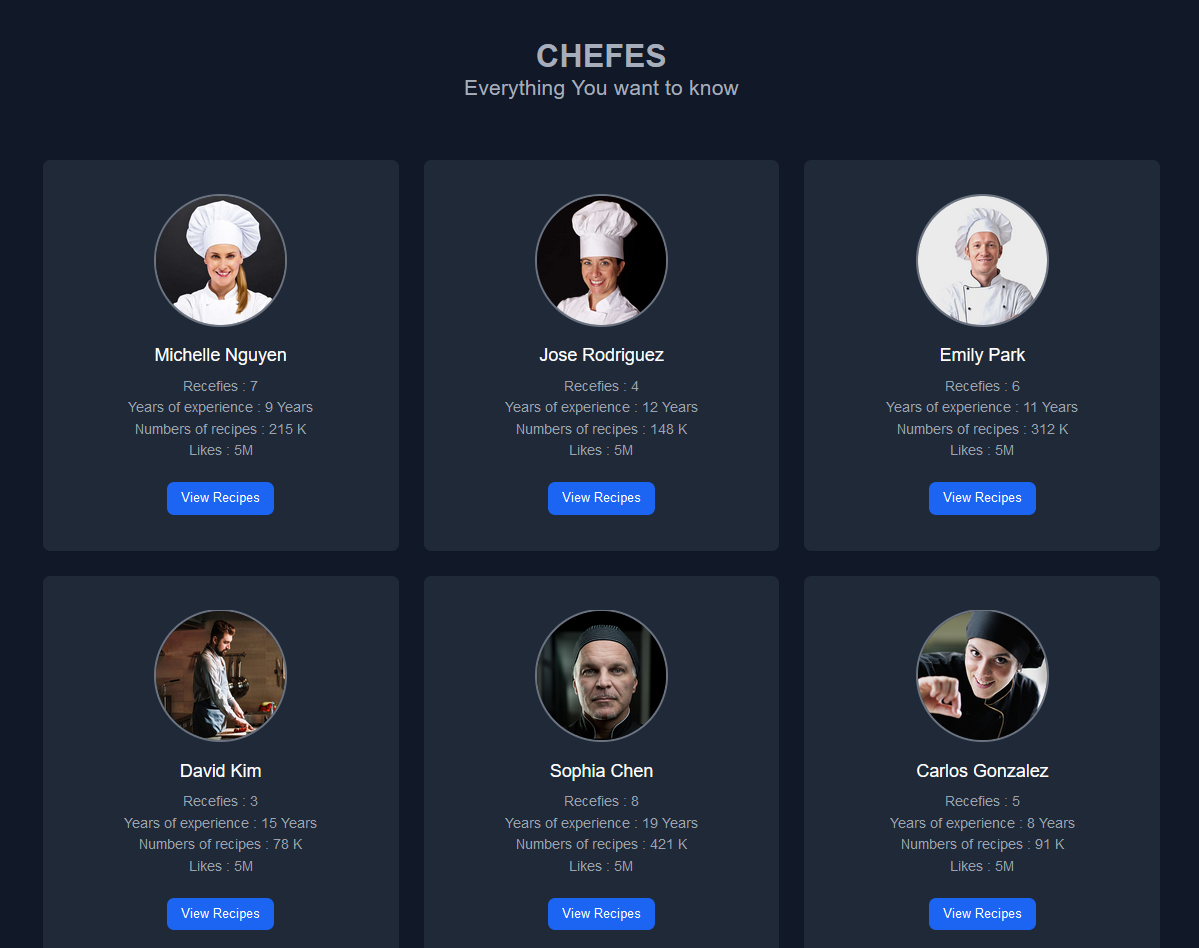 CHEFES
Everything You want to know
Michelle Nguyen
Recefies : 7
Years of experience : 9 Years
Numbers of recipes : 215 K
Likes : 5M
View Recipes
Jose Rodriguez
Recefies : 4
Years of experience : 12 Years
Numbers of recipes : 148 K
Likes : 5M
View Recipes
Emily Park
Recefies : 6
Years of experience : 11 Years
Numbers of recipes : 312 K
Likes : 5M
View Recipes
David Kim
Recefies : 3
Years of experience : 15 Years
Numbers of recipes : 78 K
Likes : 5M
View Recipes
Sophia Chen
Recefies : 8
Years of experience : 19 Years
Numbers of recipes : 421 K
Likes : 5M
View Recipes
Carlos Gonzalez
Recefies : 5
Years of experience : 8 Years
Numbers of recipes : 91 K
Likes : 5M
View Recipes